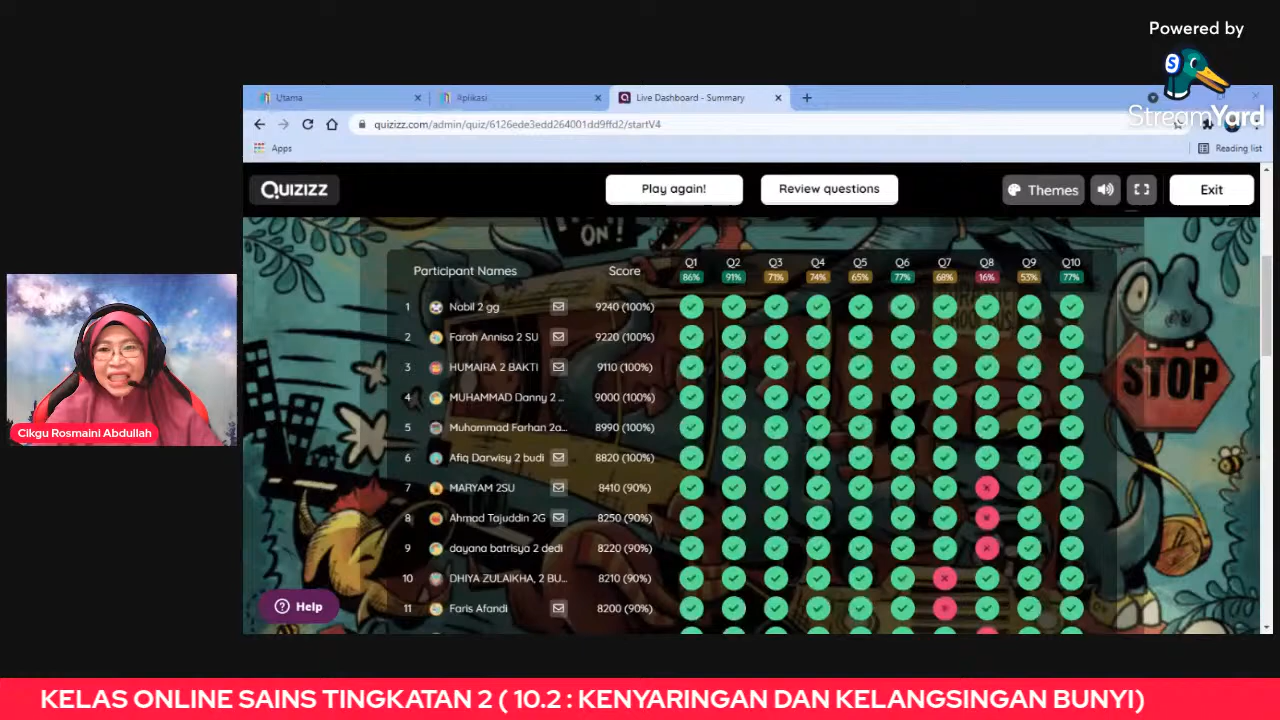 Powered by
S
StreamYard
Utama
Aplikasi
Live Dashboard - Summary
quizizz.com/admin/quiz/6126ede3edd264001dd9ffd2/startV4
Apps
Reading list
QUIZIZZ
Play again!
Review questions
Themes
Exit
ON!
Participant Names Score Q1 Q2 Q3 Q4 Q5 Q6 Q7 Q8 Q9 Q10
86% 91% 71% 74% 65% 77% 68% 16% 53% 77%
1 Nabil 2 gg 9240 (100%)
2 Farah Annisa 2 SU 9220 (100%)
3 HUMAIRA 2 BAKTI 9110 (100%)
4 MUHAMMAD Danny 2 ... 9000 (100%)
5 Muhammad Farhan 2a... 8990 (100%)
6 Afiq Darwisy 2 budi 8820 (100%)
7 MARYAM 2SU 8410 (90%)
8 Ahmad Tajuddin 2G 8250 (90%)
9 dayana batrisya 2 dedi 8220 (90%)
10 DHIYA ZULAIKHA, 2 BU... 8210 (90%)
11 Faris Afandi 8200 (90%)
STOP
Help
Cikgu Rosmaini Abdullah
KELAS ONLINE SAINS TINGKATAN 2 ( 10.2 : KENYARINGAN DAN KELANGSINGAN BUNYI)